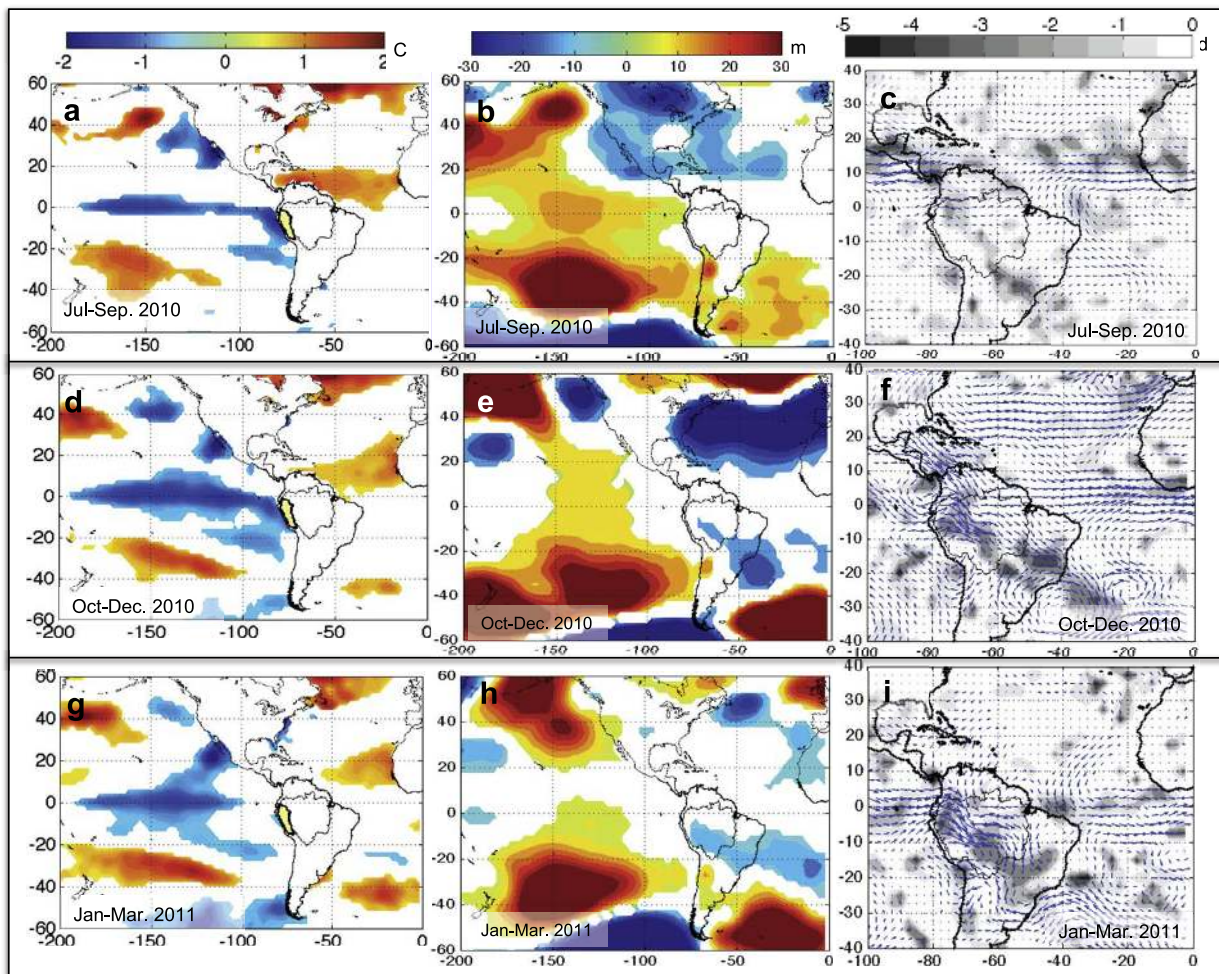 -2 -1 0 1 2 C
-30 -20 -10 0 10 20 30 m
-5 -4 -3 -2 -1 0 d
60 40 20 0 -20 -40 -60
a
Jul-Sep. 2010
-200 -150 -100 -50 0
60 40 20 0 -20 -40 -60
b
Jul-Sep. 2010
-200 -150 -100 -50 0
40 30 20 10 0 -10 -20 -30 -40
c
Jul-Sep. 2010
-100 -80 -60 -40 -20 0
60 40 20 0 -20 -40 -60
d
Oct-Dec. 2010
-200 -150 -100 -50 0
60 40 20 0 -20 -40 -60
e
Oct-Dec. 2010
-200 -150 -100 -50 0
40 30 20 10 0 -10 -20 -30 -40
f
Oct-Dec. 2010
-100 -80 -60 -40 -20 0
60 40 20 0 -20 -40 -60
g
Jan-Mar. 2011
-200 -150 -100 -50 0
60 40 20 0 -20 -40 -60
h
Jan-Mar. 2011
-200 -150 -100 -50 0
40 30 20 10 0 -10 -20 -30 -40
i
Jan-Mar. 2011
-100 -80 -60 -40 -20 0